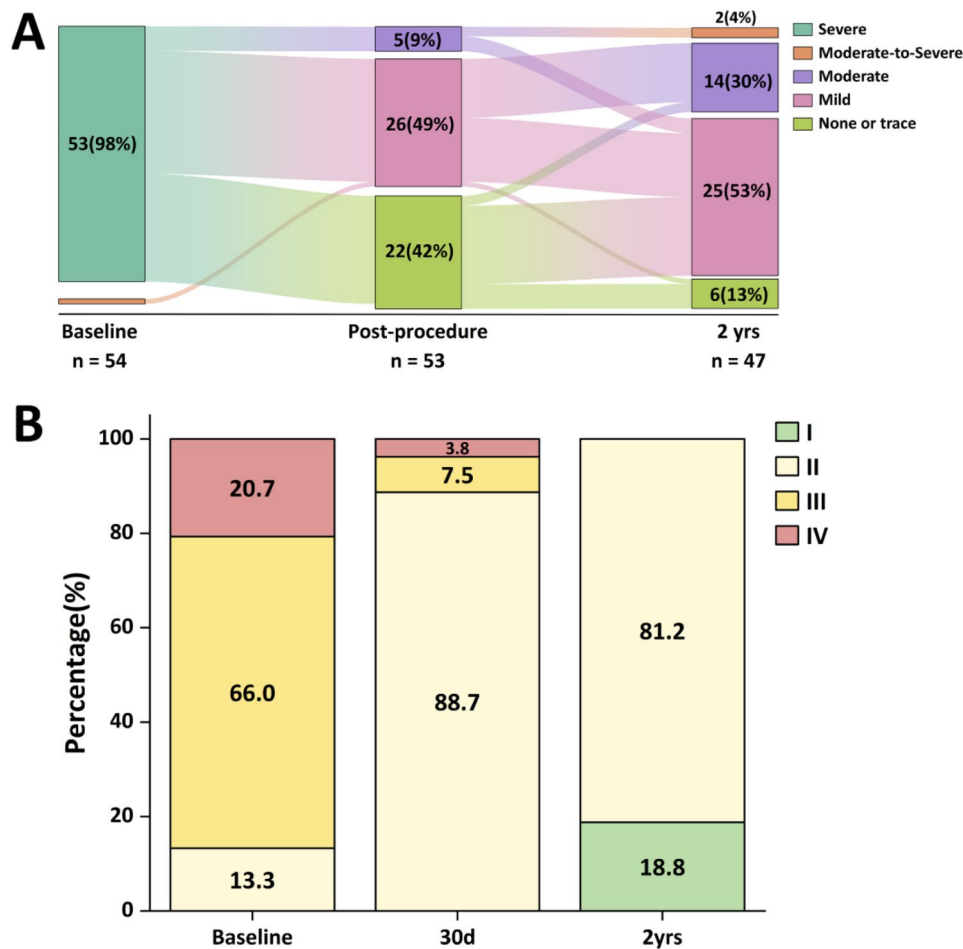 A
53(98%)
5(9%)
26(49%)
22(42%)
2(4%)
14(30%)
25(53%)
6(13%)
Severe
Moderate-to-Severe
Moderate
Mild
None or trace
Baseline
Post-procedure
2 yrs
n = 54
n = 53
n = 47
B
Percentage(%)
100
80
60
40
20
0
20.7
66.0
13.3
3.8
7.5
88.7
81.2
18.8
I
II
III
IV
Baseline
30d
2yrs